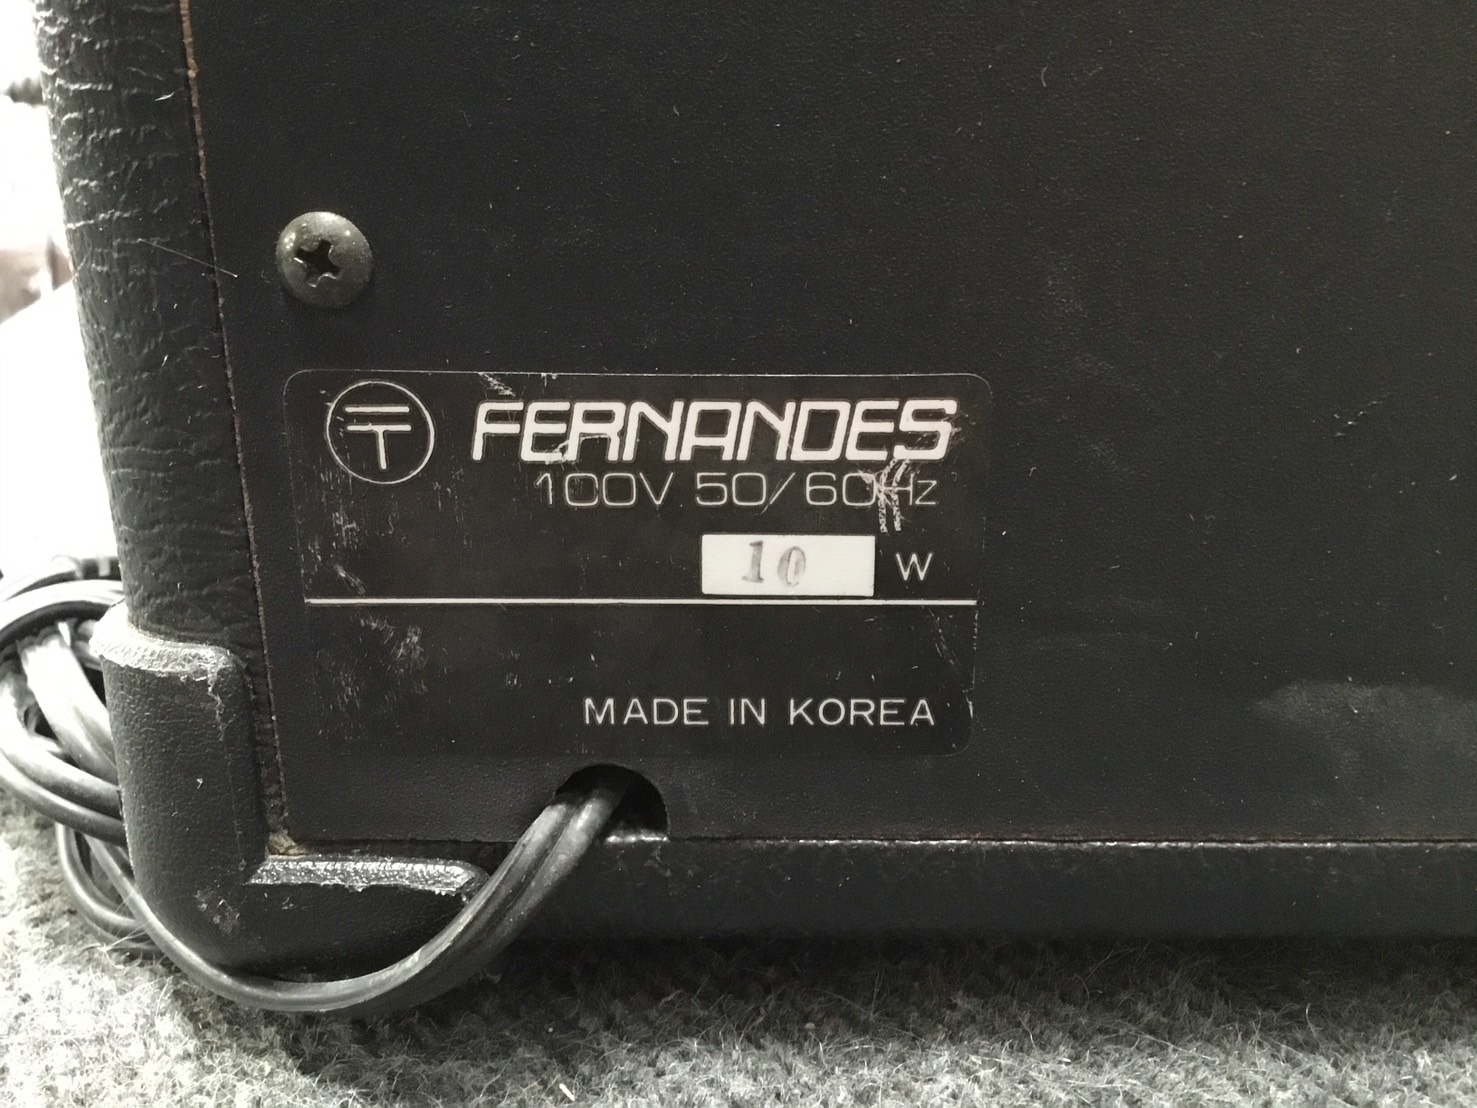 〒 FERNANDES
100V 50/60Hz
10 W
MADE IN KOREA